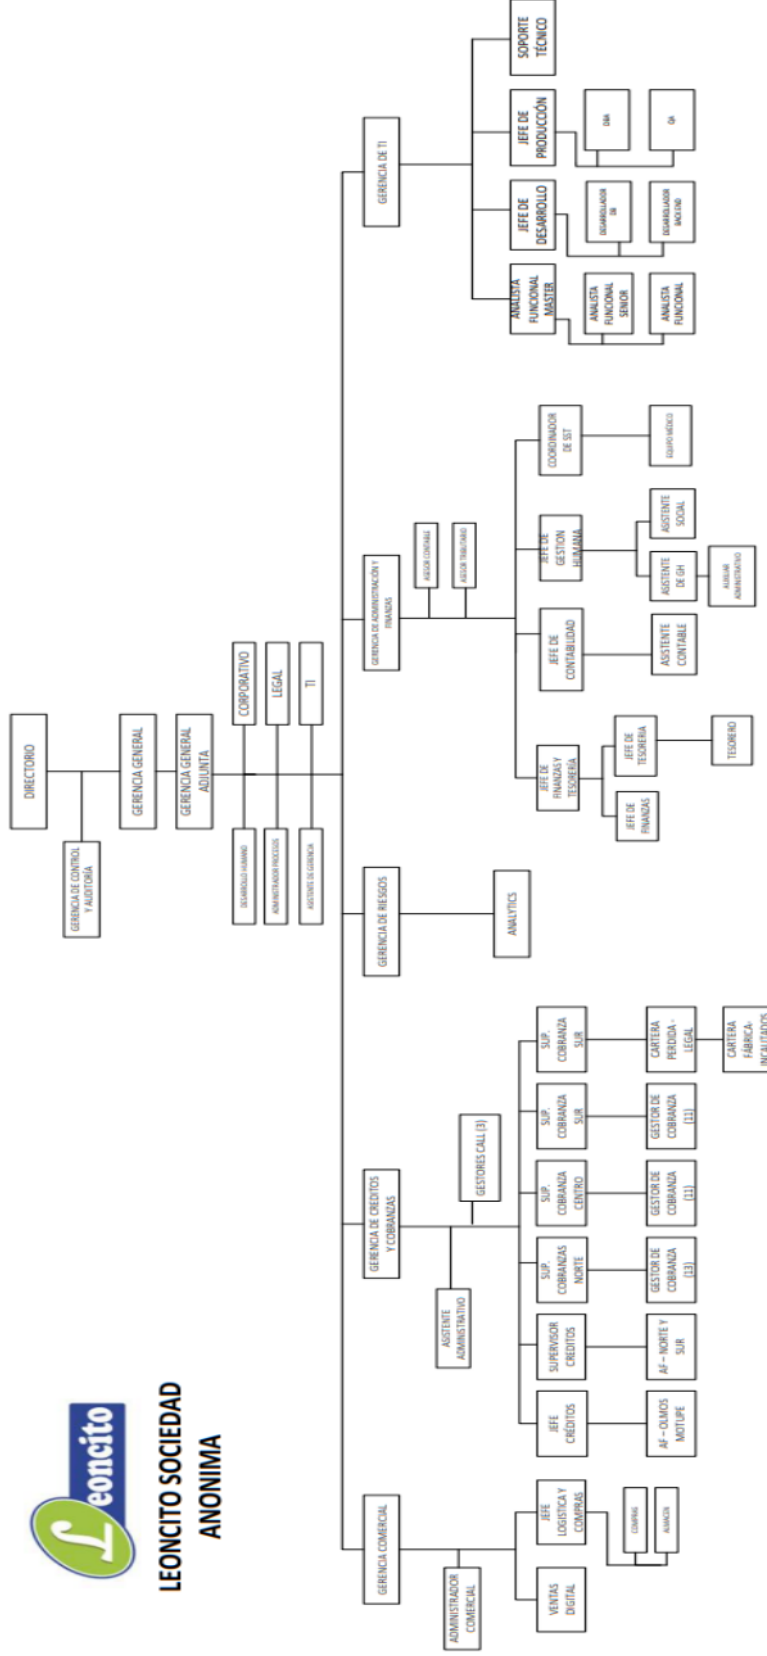 Leoncito
LEONCITO SOCIEDAD
ANONIMA
DIRECTORIO
GERENCIA DE CONTROL
Y AUDITORÍA
GERENCIA GENERAL
GERENCIA GENERAL
ADJUNTA
DESARROLLO HUMANO
CORPORATIVO
ADMINISTRADOR PROCESOS
LEGAL
ASISTENTE DE GERENCIA
TI
GERENCIA COMERCIAL
ADMINISTRADOR
COMERCIAL
VENTAS
DIGITAL
JEFE
LOGISTICA Y
COMPRAS
COMPRAS
ALMACEN
GERENCIA DE CREDITOS
Y COBRANZAS
ASISTENTE
ADMINISTRATIVO
GESTORES CALL (3)
JEFE
CRÉDITOS
AF – OLMOS
MOTUPE
SUPERVISOR
CREDITOS
AF – NORTE Y
SUR
SUP.
COBRANZAS
NORTE
GESTOR DE
COBRANZA
(13)
SUP.
COBRANZA
CENTRO
GESTOR DE
COBRANZA
(11)
SUP.
COBRANZA
SUR
GESTOR DE
COBRANZA
(11)
SUP.
COBRANZA
SUR
CARTERA
PERDIDA -
LEGAL
CARTERA
FÁBRICA-
INCAUTADOS
GERENCIA DE RIESGOS
ANALYTICS
GERENCIA DE ADMINISTRACIÓN Y
FINANZAS
ASESOR CONTABLE
ASESOR TRIBUTARIO
JEFE DE
FINANZAS Y
TESORERÍA
JEFE DE
FINANZAS
JEFE DE
TESORERIA
TESORERO
JEFE DE
CONTABILIDAD
ASISTENTE
CONTABLE
JEFE DE
GESTION
HUMANA
ASISTENTE
DE GH
ASISTENTE
SOCIAL
AUXILIAR
ADMINISTRATIVO
COORDINADOR
DE SST
EQUIPO MÉDICO
GERENCIA DE TI
ANALISTA
FUNCIONAL
MASTER
ANALISTA
FUNCIONAL
SENIOR
ANALISTA
FUNCIONAL
JEFE DE
DESARROLLO
DESARROLLADOR
DB
DESARROLLADOR
BACKEND
JEFE DE
PRODUCCIÓN
DBA
QA
SOPORTE
TÉCNICO